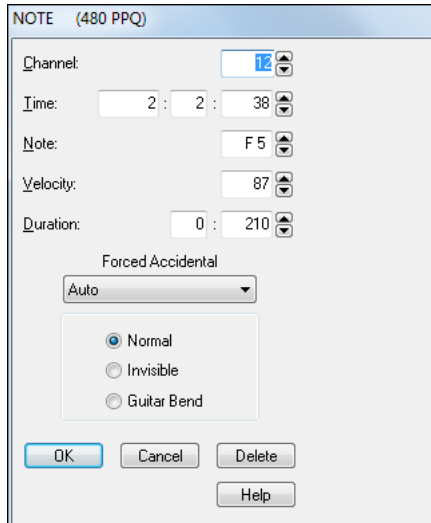 NOTE (480 PPQ)
Channel: 12
Time: 2 : 2 : 38
Note: F 5
Velocity: 87
Duration: 0 : 210
Forced Accidental
Auto
Normal
Invisible
Guitar Bend
OK Cancel Delete
Help